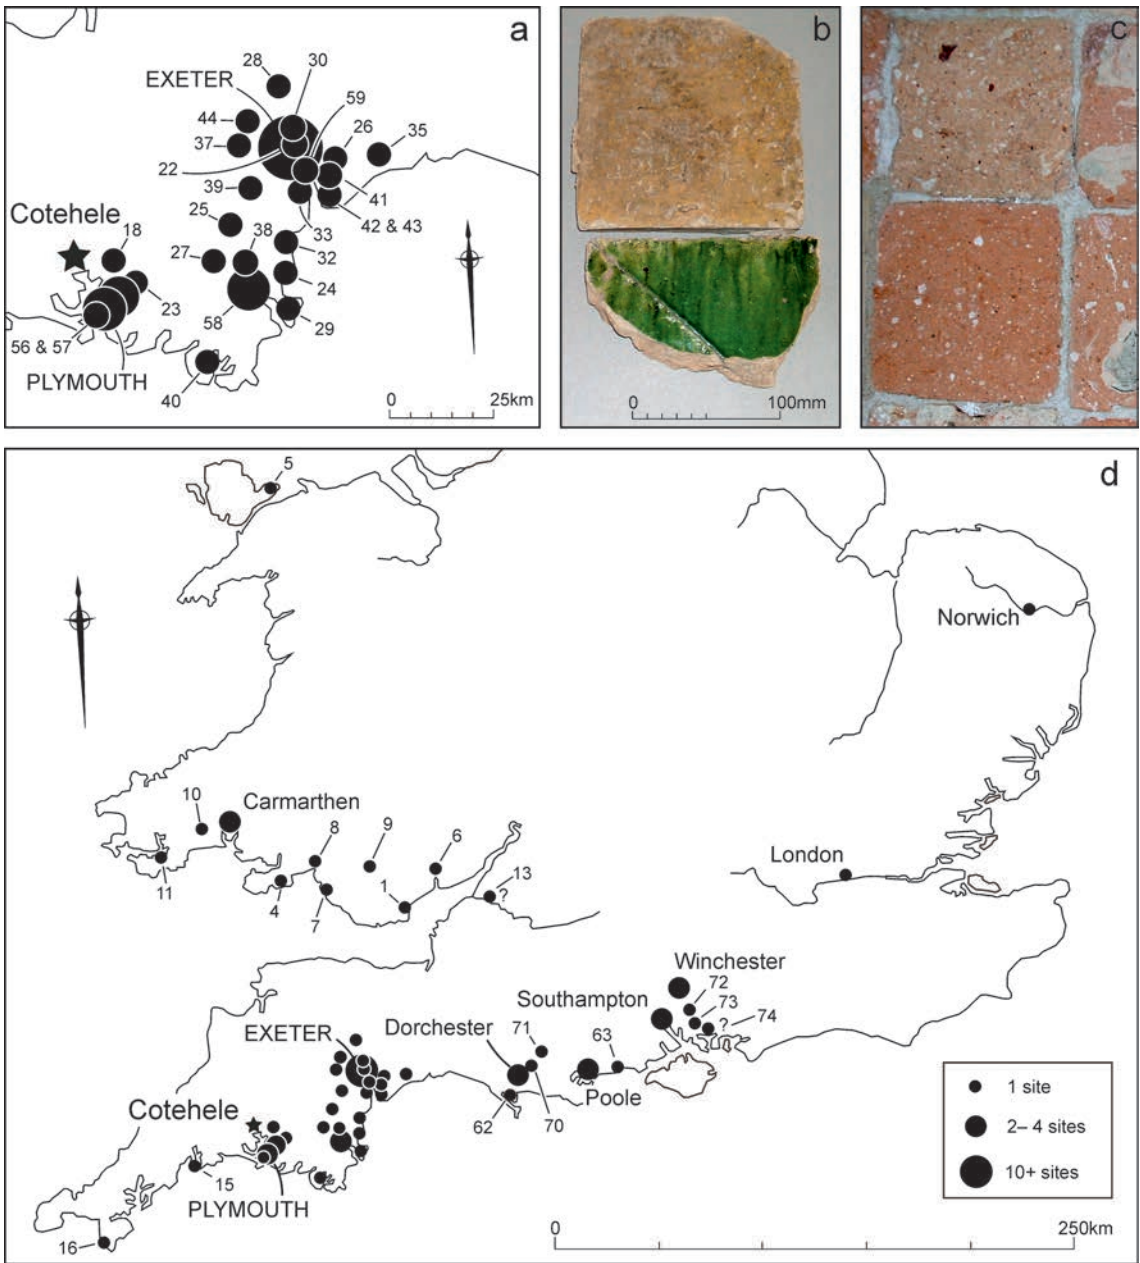 a
28
30
EXETER
59
44
26
35
37
22
39
41
Cotehele
25
42 & 43
18
38
33
27
32
23
24
58
29
56 & 57
PLYMOUTH
40
0 25km
b
0 100mm
c
d
5
Norwich
10
Carmarthen
8
9
6
London
13
?
11
4
7
1
Winchester
72
Southampton
73
? 74
EXETER
Dorchester
71
63
Cotehele
Poole
62
70
15
PLYMOUTH
16
1 site
2– 4 sites
10+ sites
0 250km